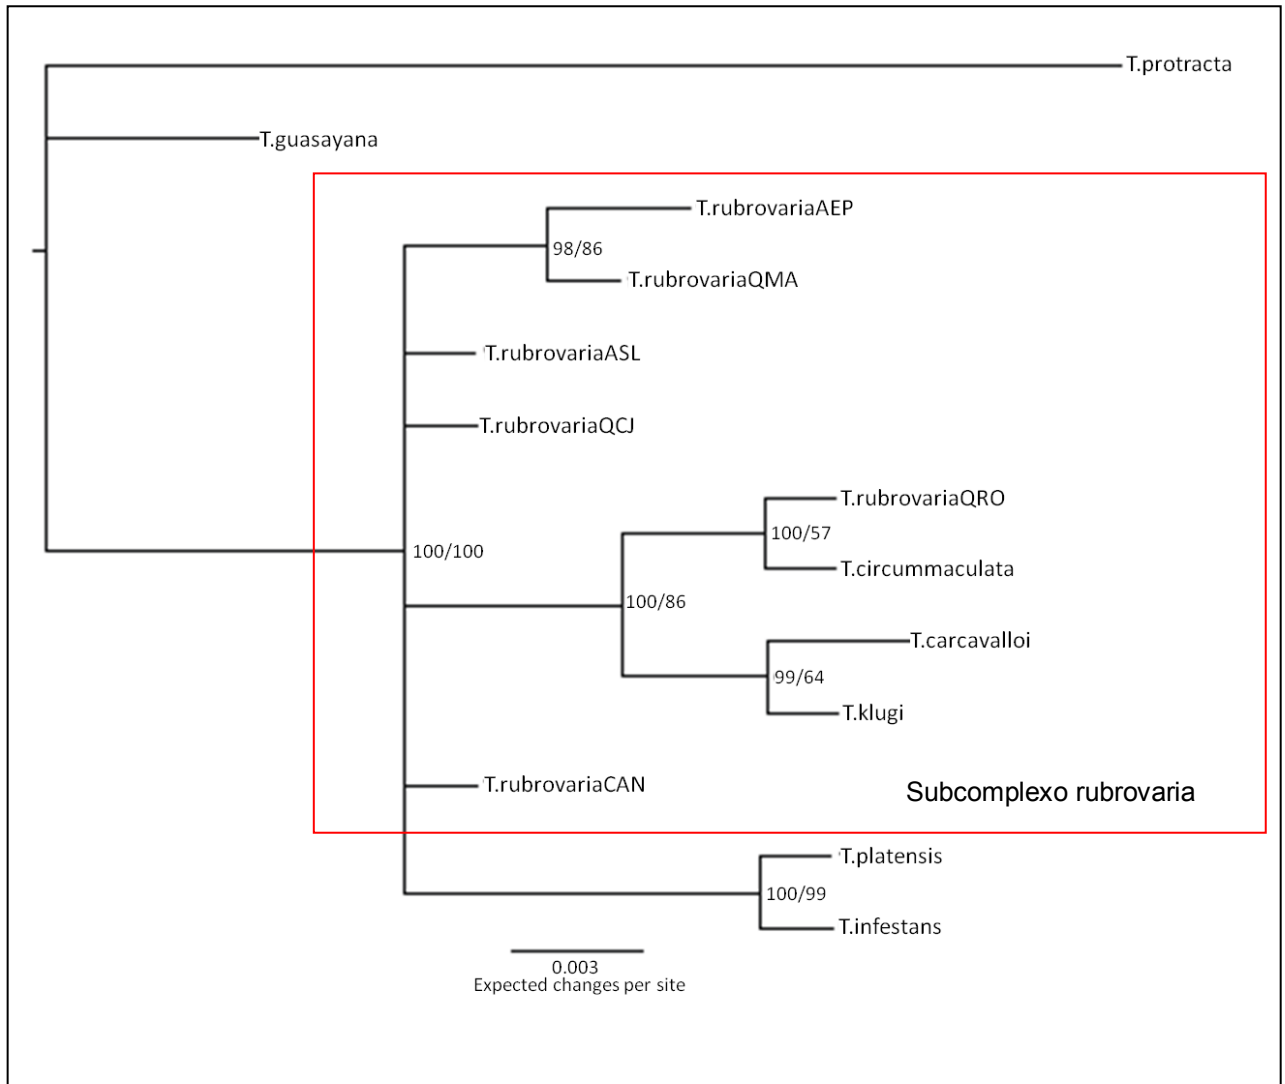 T.protracta
T.guasayana
T.rubrovariaAEP
98/86
T.rubrovariaQMA
T.rubrovariaASL
T.rubrovariaQCJ
T.rubrovariaQRO
100/57
100/100
T.circummaculata
100/86
T.carcavalloi
99/64
T.klugi
T.rubrovariaCAN
Subcomplexo rubrovaria
T.platensis
100/99
T.infestans
0.003
Expected changes per site